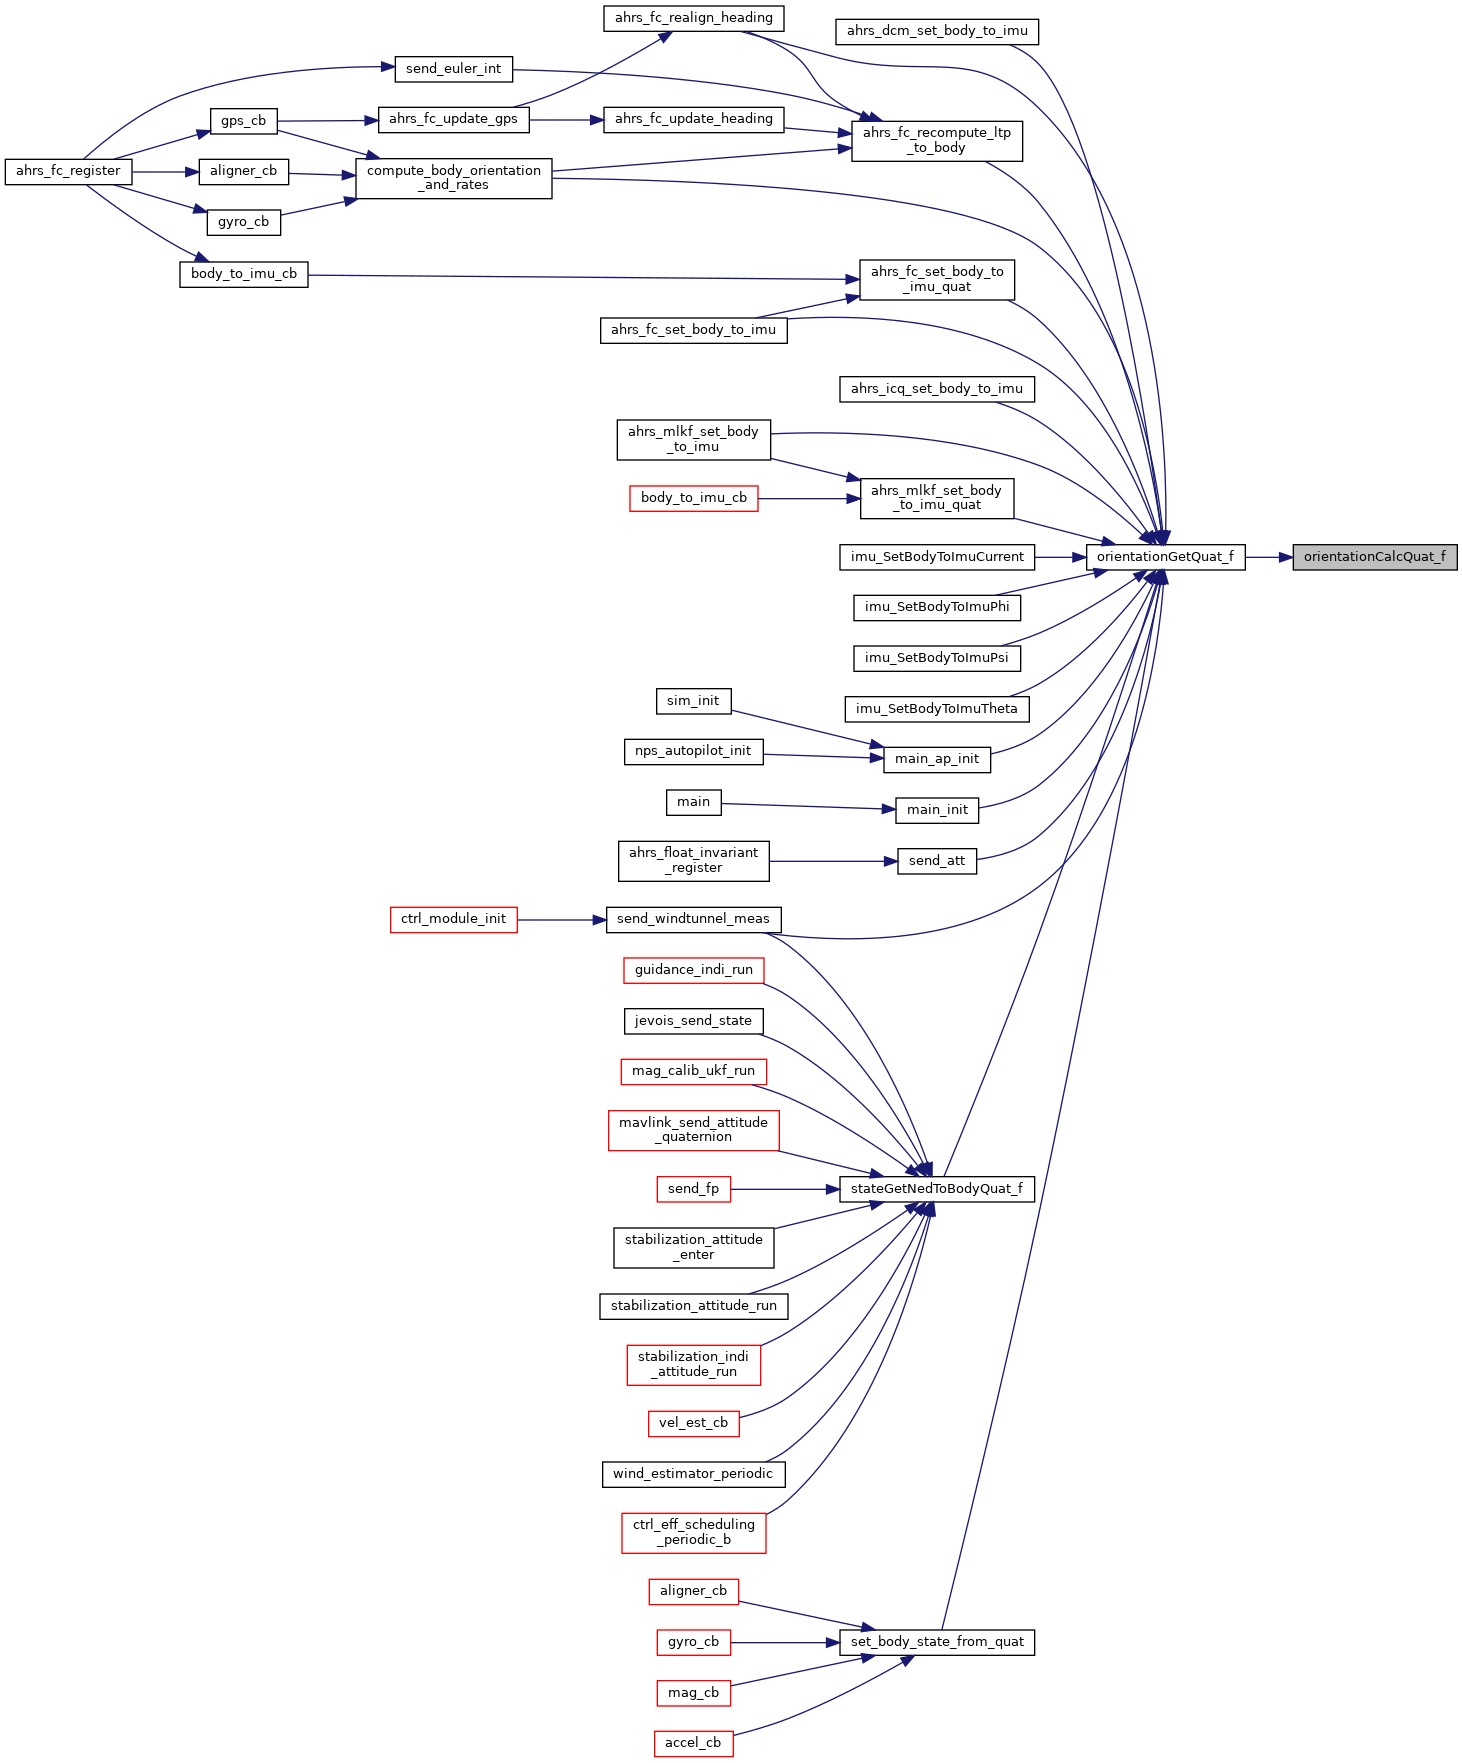 ahrs_fc_realign_heading
ahrs_dcm_set_body_to_imu
send_euler_int
gps_cb
ahrs_fc_update_gps
ahrs_fc_update_heading
ahrs_fc_recompute_ltp
_to_body
ahrs_fc_register
aligner_cb
compute_body_orientation
_and_rates
gyro_cb
body_to_imu_cb
ahrs_fc_set_body_to
_imu_quat
ahrs_fc_set_body_to_imu
ahrs_icq_set_body_to_imu
ahrs_mlkf_set_body
_to_imu
ahrs_mlkf_set_body
_to_imu_quat
body_to_imu_cb
imu_SetBodyToImuCurrent
orientationGetQuat_f
orientationCalcQuat_f
imu_SetBodyToImuPhi
imu_SetBodyToImuPsi
sim_init
imu_SetBodyToImuTheta
nps_autopilot_init
main_ap_init
main
main_init
ahrs_float_invariant
_register
send_att
ctrl_module_init
send_windtunnel_meas
guidance_indi_run
jevois_send_state
mag_calib_ukf_run
mavlink_send_attitude
_quaternion
send_fp
stateGetNedToBodyQuat_f
stabilization_attitude
_enter
stabilization_attitude_run
stabilization_indi
_attitude_run
vel_est_cb
wind_estimator_periodic
ctrl_eff_scheduling
_periodic_b
aligner_cb
gyro_cb
set_body_state_from_quat
mag_cb
accel_cb